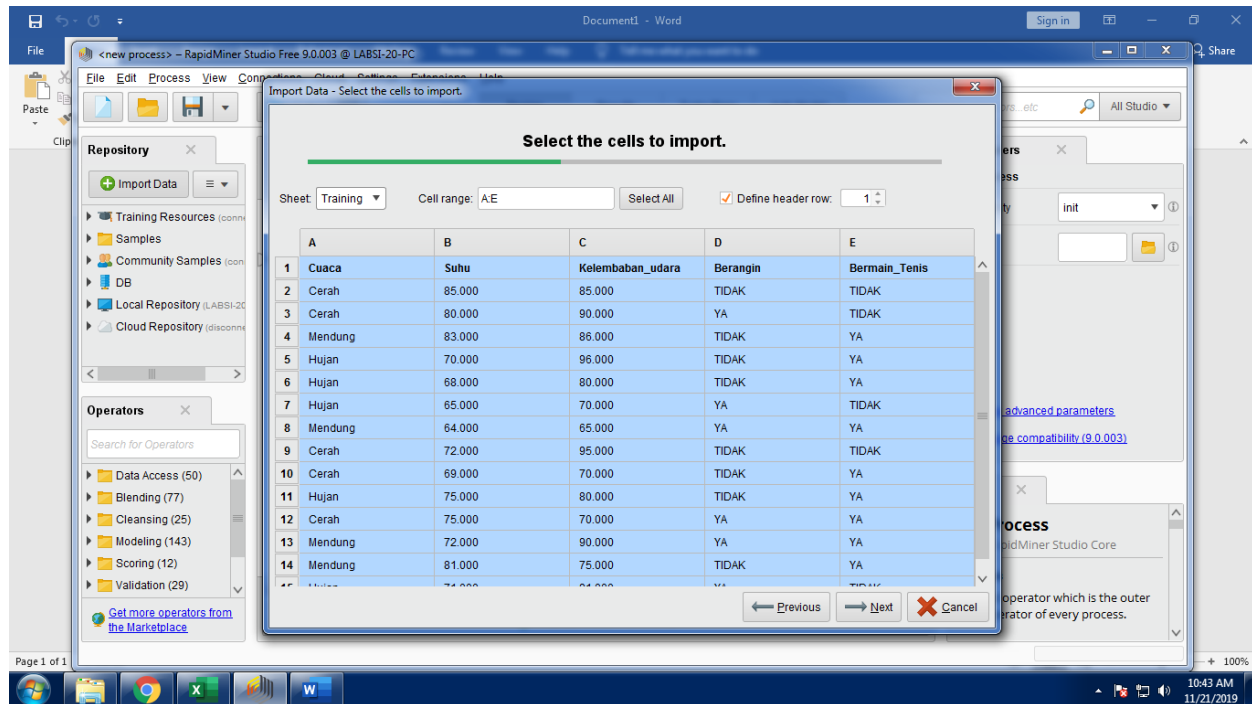 Document1 - Word
Sign in
File
Share
Paste
Clip
<new process> – RapidMiner Studio Free 9.0.003 @ LABSI-20-PC
File Edit Process View
All Studio
Repository
Import Data
Training Resources
Samples
Community Samples
DB
Local Repository (LABSI-20
Cloud Repository
Operators
Search for Operators
Data Access (50)
Blending (77)
Cleansing (25)
Modeling (143)
Scoring (12)
Validation (29)
Get more operators from
the Marketplace
Import Data - Select the cells to import.
Select the cells to import.
Sheet Training Cell range: A:E Select All Define header row: 1
A B C D E
1 Cuaca Suhu Kelembaban_udara Berangin Bermain_Tenis
2 Cerah 85.000 85.000 TIDAK TIDAK
3 Cerah 80.000 90.000 YA TIDAK
4 Mendung 83.000 86.000 TIDAK YA
5 Hujan 70.000 96.000 TIDAK YA
6 Hujan 68.000 80.000 TIDAK YA
7 Hujan 65.000 70.000 YA TIDAK
8 Mendung 64.000 65.000 YA YA
9 Cerah 72.000 95.000 TIDAK TIDAK
10 Cerah 69.000 70.000 TIDAK YA
11 Hujan 75.000 80.000 TIDAK YA
12 Cerah 75.000 70.000 YA YA
13 Mendung 72.000 90.000 YA YA
14 Mendung 81.000 75.000 TIDAK YA
Previous Next Cancel
init
advanced parameters
compatibility (9.0.003)
Studio Core
operator which is the outer
of every process.
Page 1 of 1
100%
10:43 AM
11/21/2019